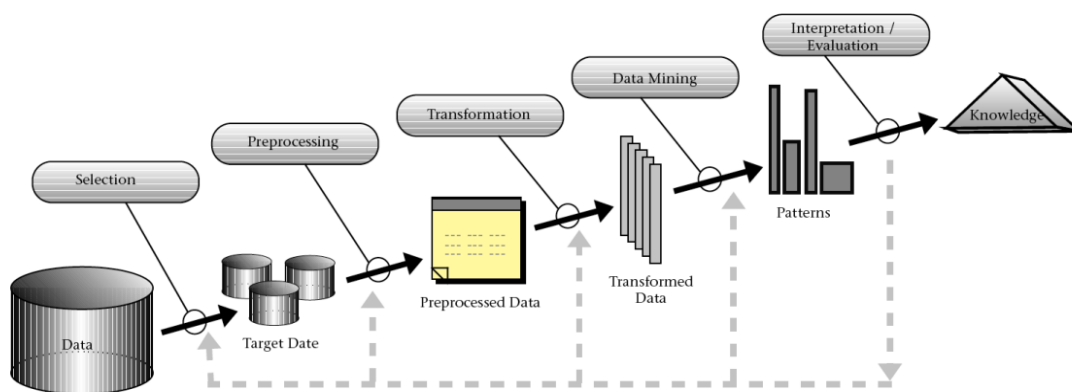 Interpretation /
Evaluation
Data Mining
Transformation
Preprocessing
Selection
Knowledge
Patterns
Transformed
Data
Preprocessed Data
Target Date
Data